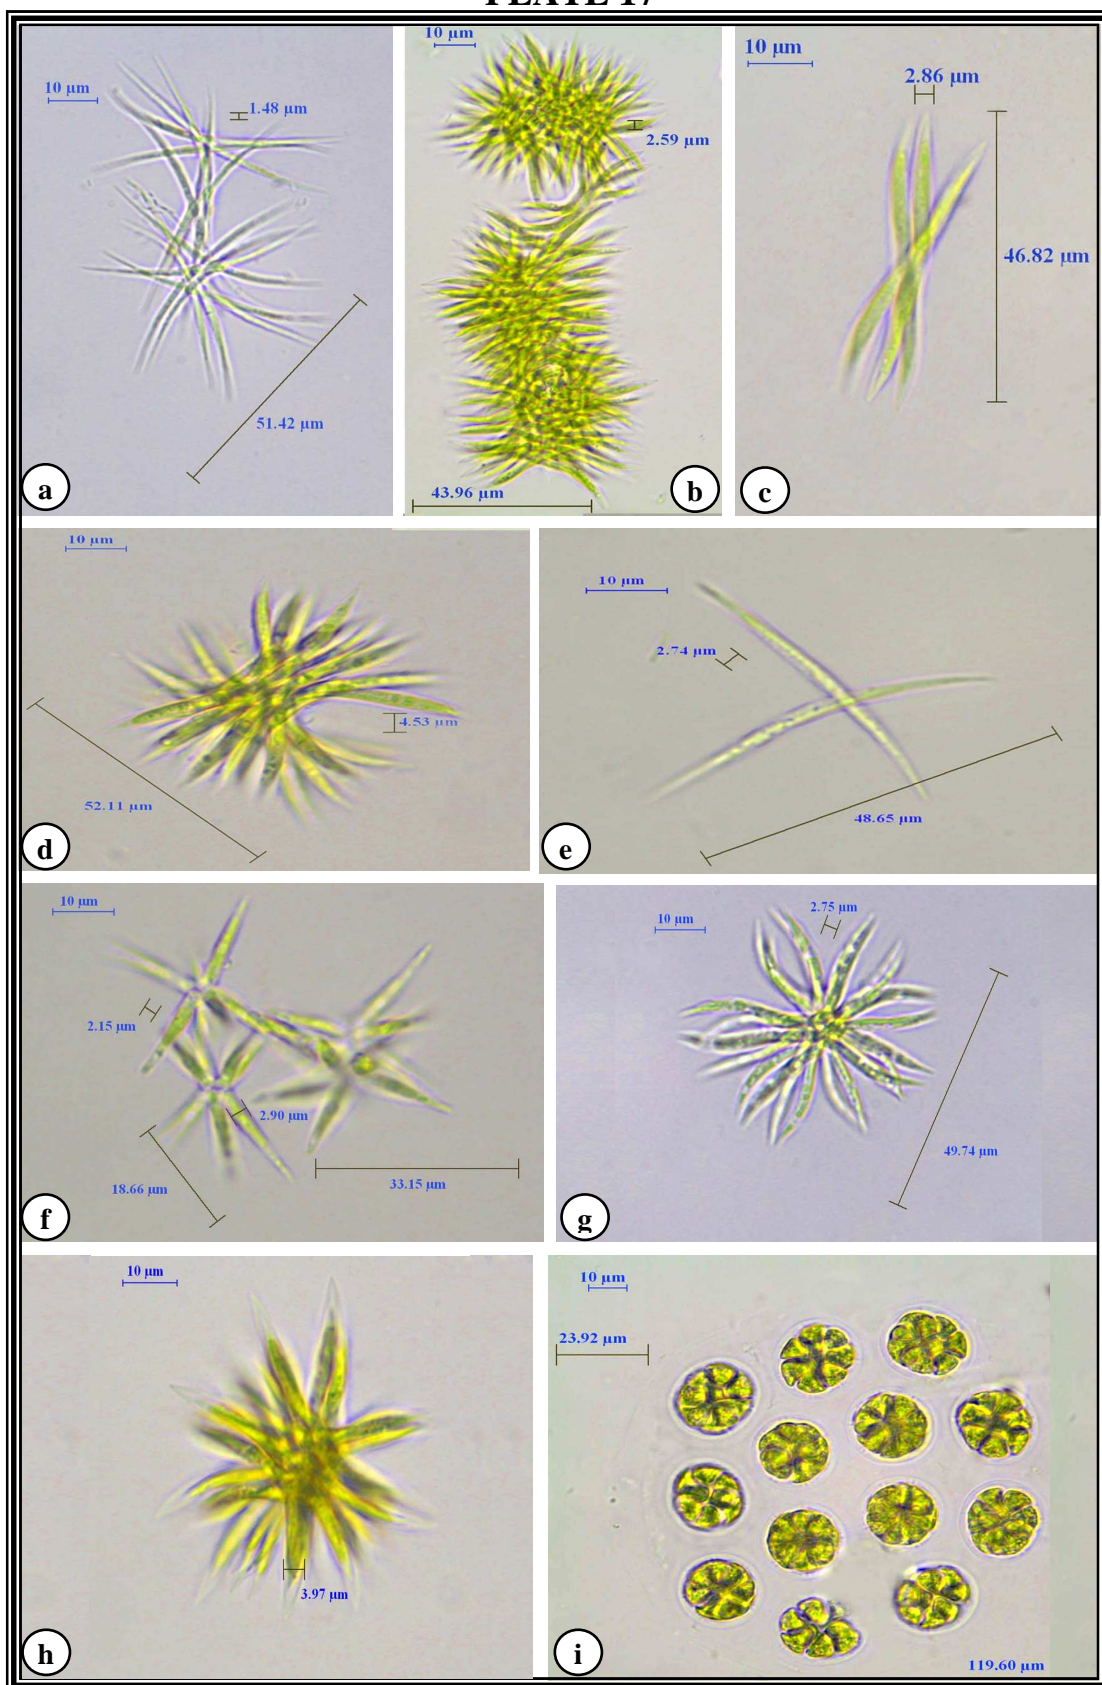 PLATE 17
10 µm
1.48 µm
51.42 µm
a
10 µm
2.59 µm
43.96 µm
b
10 µm
2.86 µm
46.82 µm
c
10 µm
4.53 µm
52.11 µm
d
10 µm
2.74 µm
48.65 µm
e
10 µm
2.15 µm
2.90 µm
18.66 µm
33.15 µm
f
10 µm
2.75 µm
49.74 µm
g
10 µm
3.97 µm
h
10 µm
23.92 µm
119.60 µm
i